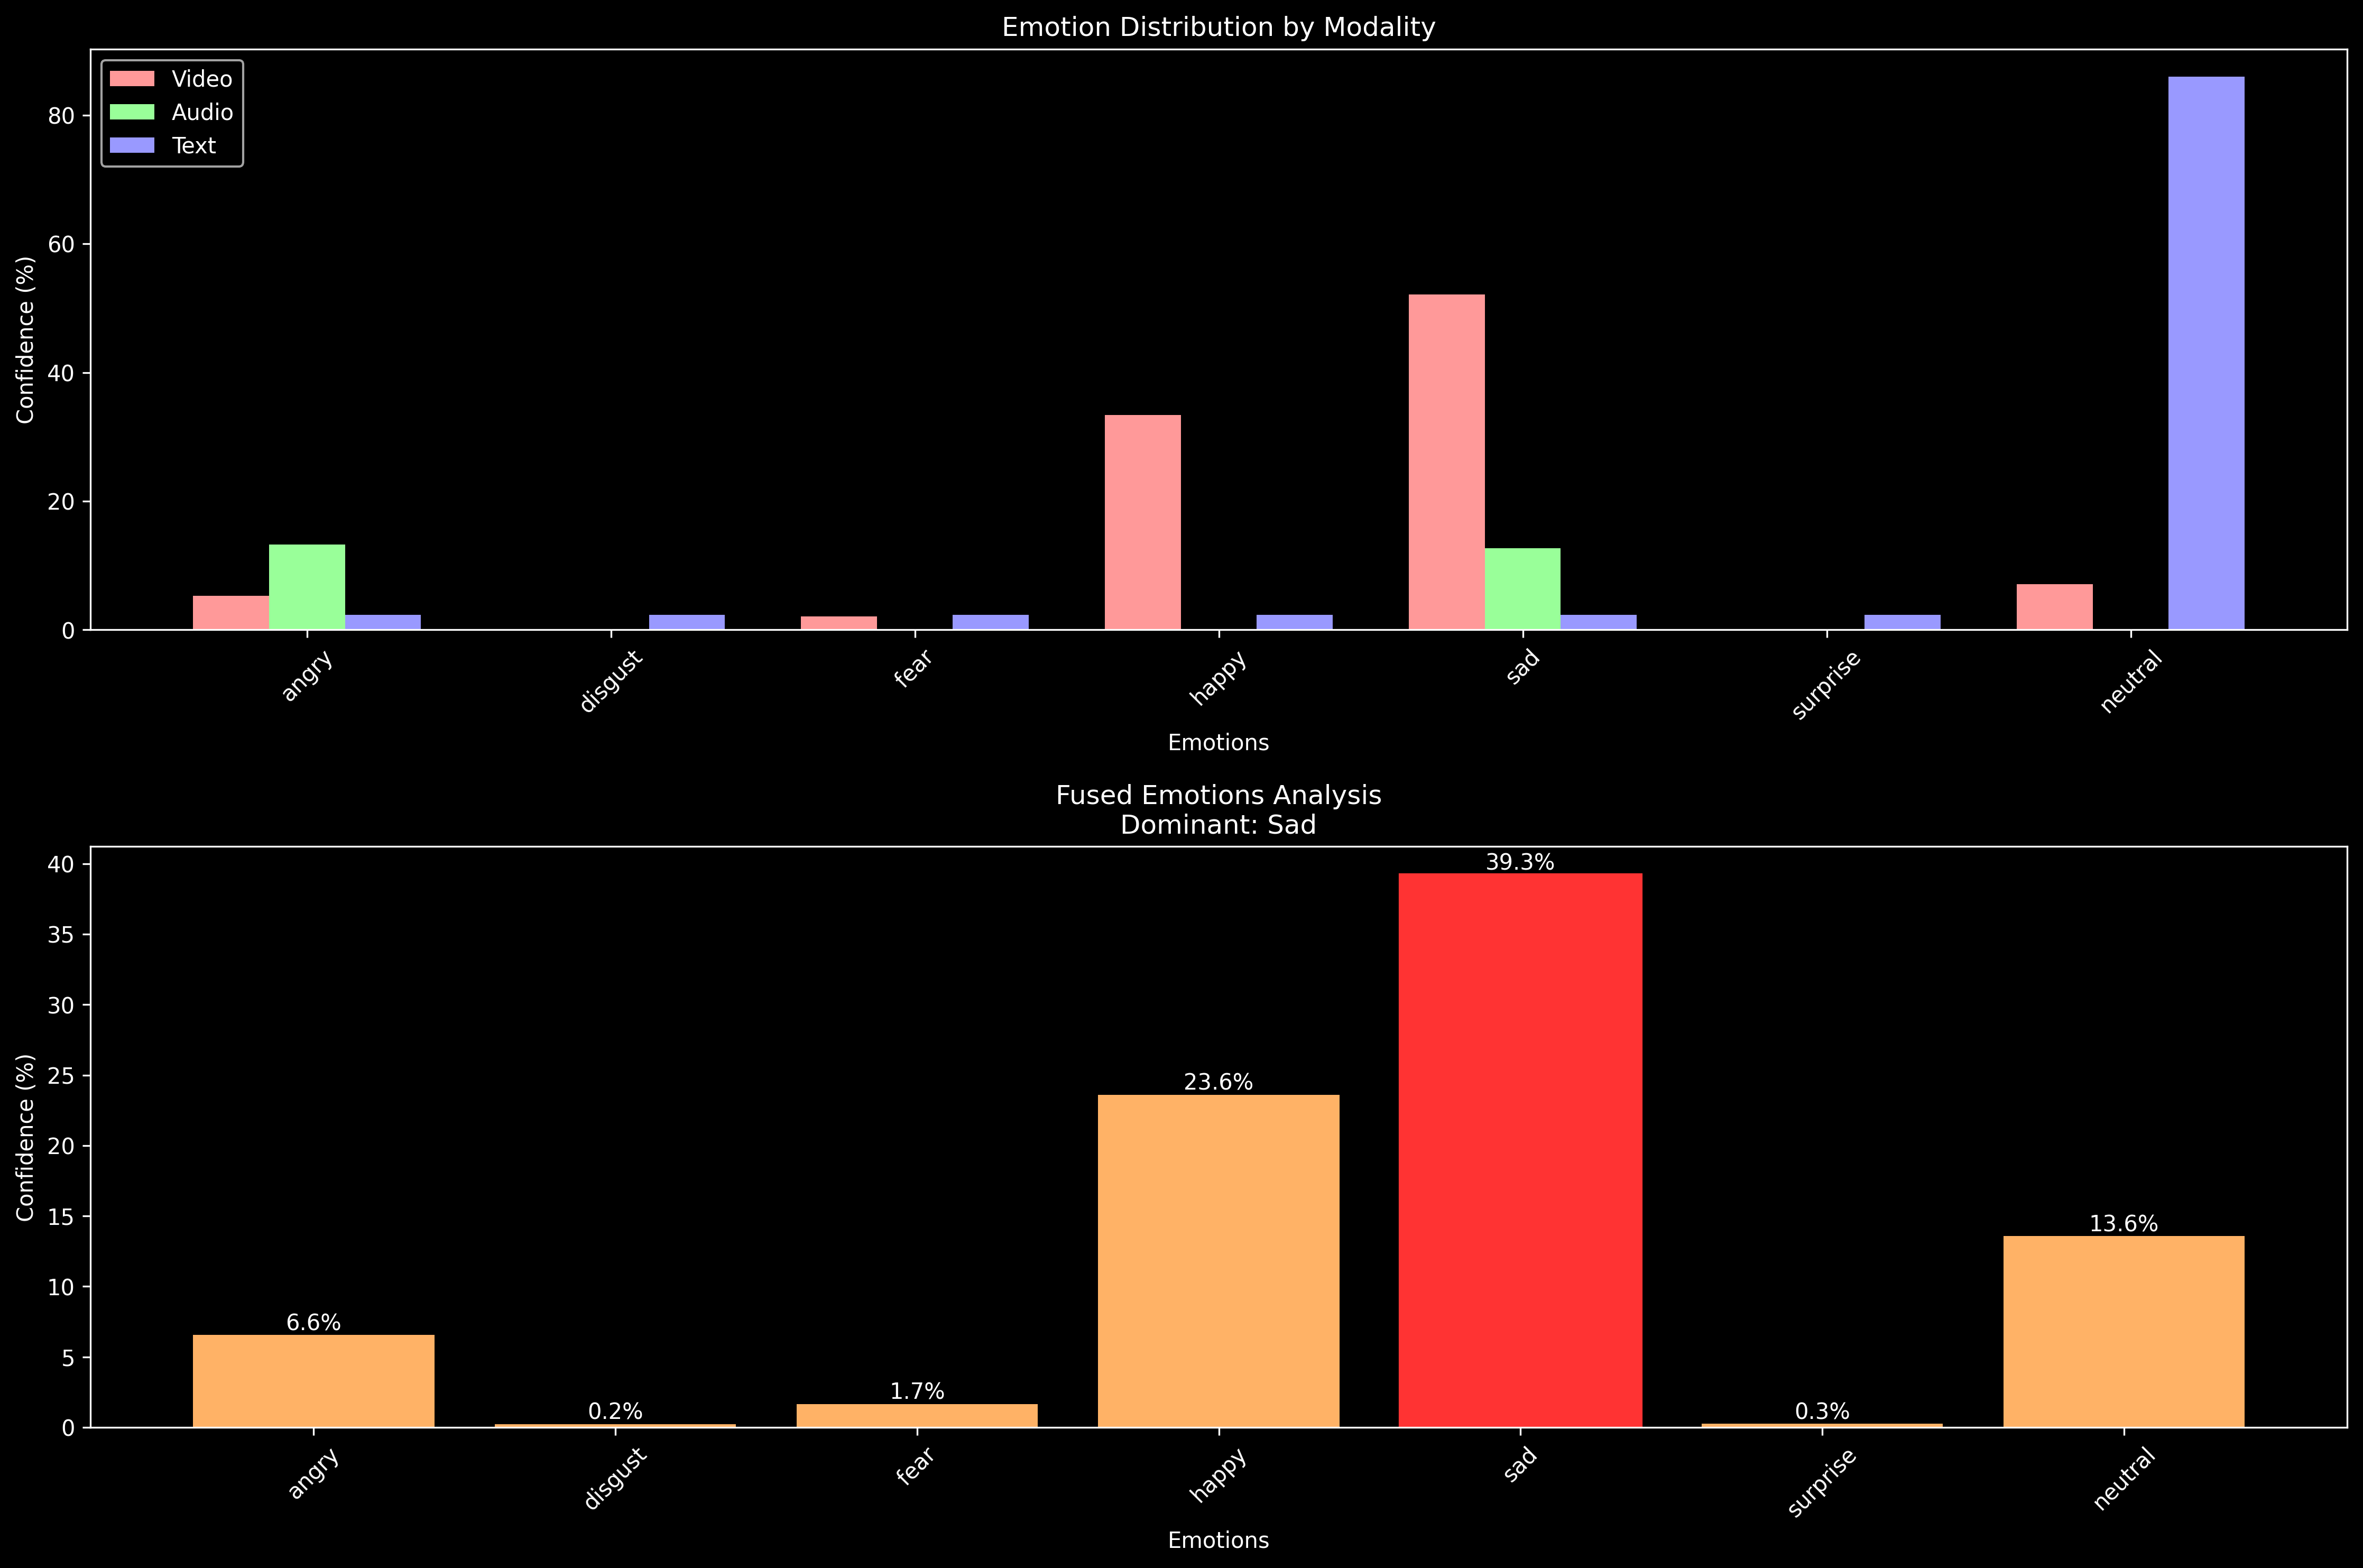 Emotion Distribution by Modality
Video
Audio
Text
Confidence (%)
80
60
40
20
0
angry
disgust
fear
happy
sad
surprise
neutral
Emotions
Fused Emotions Analysis
Dominant: Sad
Confidence (%)
40
35
30
25
20
15
10
5
0
6.6%
0.2%
1.7%
23.6%
39.3%
0.3%
13.6%
angry
disgust
fear
happy
sad
surprise
neutral
Emotions